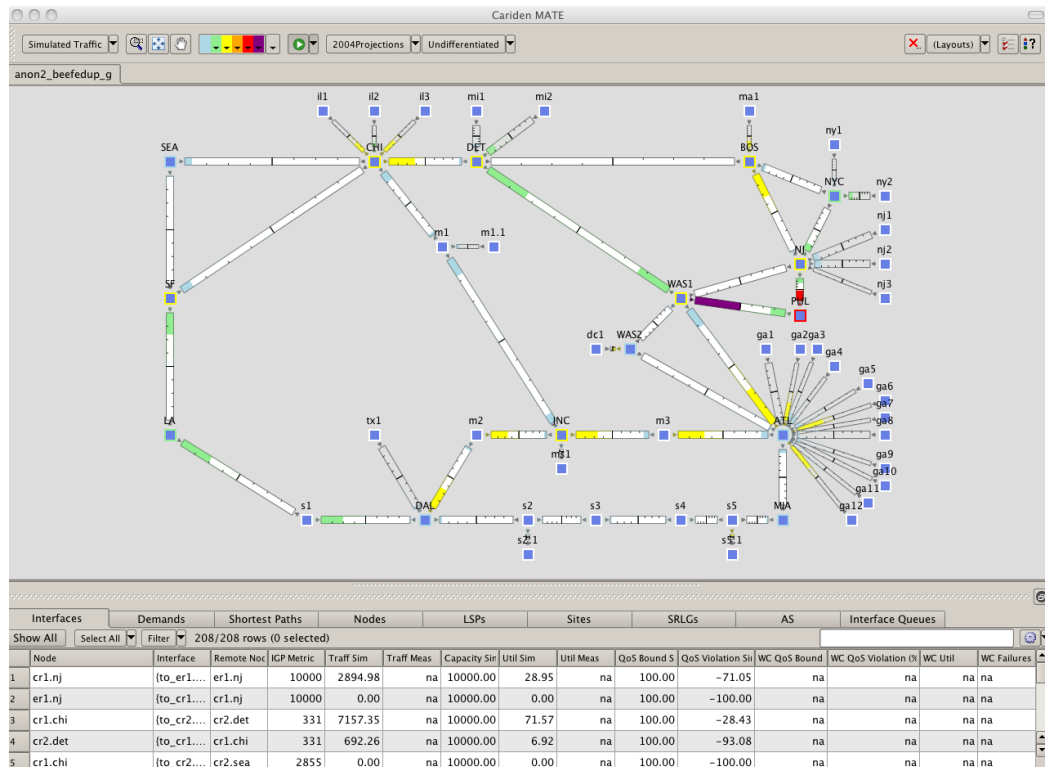 Cariden MATE
Simulated Traffic 2004Projections Undifferentiated (Layouts)
anon2_beefedup_g
il1 il2 il3 mi1 mi2 ma1
ny1
SEA CHI DET BOS
NYC ny2
nj1
m1 m1.1 nj2
NJ
SF WAS1 nj3
PHL
dc1 WAS2 ga1 ga2 ga3
ga4
ga5
ga6
ga7
LA tx1 m2 INC m3 ATL ga8
ga9
ga10
ga11
s1 DAL s2 s3 s4 s5 MIA ga12
s2.1 s5.1
Interfaces Demands Shortest Paths Nodes LSPs Sites SRLGs AS Interface Queues
Show All Select All Filter 208/208 rows (0 selected)
Node Interface Remote Noc IGP Metric Traff Sim Traff Meas Capacity Sin Util Sim Util Meas QoS Bound S QoS Violation Si WC QoS Bound WC QoS Violation (% WC Util WC Failures
1 cr1.nj {to_er1.... er1.nj 10000 2894.98 na 10000.00 28.95 na 100.00 -71.05 na na na na
2 er1.nj {to_cr1.... cr1.nj 10000 0.00 na 10000.00 0.00 na 100.00 -100.00 na na na na
3 cr1.chi {to_cr2.... cr2.det 331 7157.35 na 10000.00 71.57 na 100.00 -28.43 na na na na
4 cr2.det {to_cr1.... cr1.chi 331 692.26 na 10000.00 6.92 na 100.00 -93.08 na na na na
5 cr1.chi {to_cr2.... cr2.sea 2855 0.00 na 10000.00 0.00 na 100.00 -100.00 na na na na